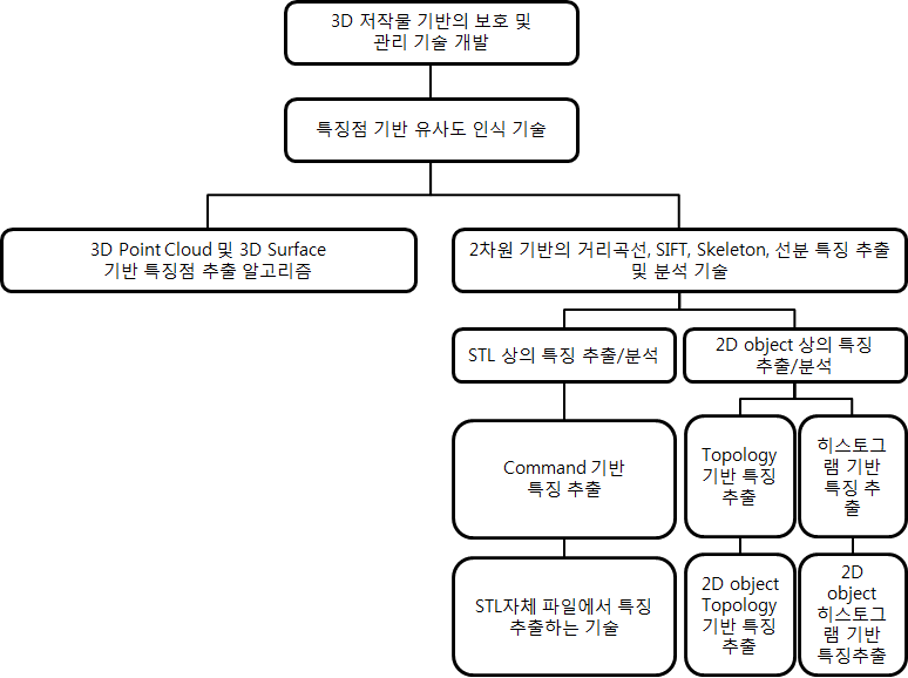 3D 저작물 기반의 보호 및
관리 기술 개발
특징점 기반 유사도 인식 기술
3D Point Cloud 및 3D Surface
기반 특징점 추출 알고리즘
2차원 기반의 거리곡선, SIFT, Skeleton, 선분 특징 추출
및 분석 기술
STL 상의 특징 추출/분석
2D object 상의 특징
추출/분석
Command 기반
특징 추출
Topology
기반 특징
추출
히스토그
램 기반
특징 추
출
STL자체 파일에서 특징
추출하는 기술
2D object
Topology
기반 특징
추출
2D
object
히스토그
램 기반
특징추출